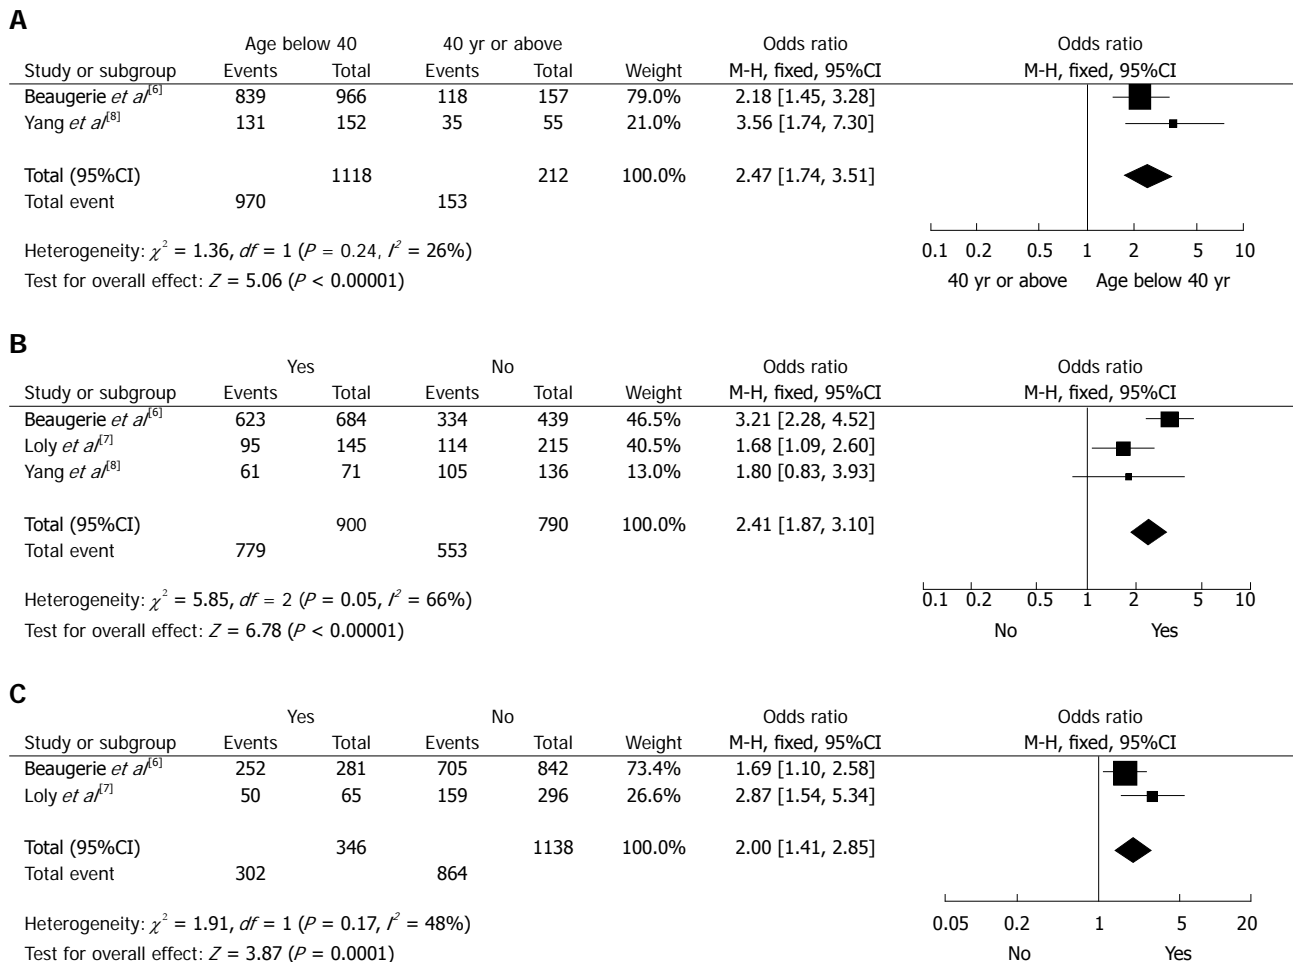 A
Age below 40 40 yr or above Odds ratio Odds ratio
Study or subgroup Events Total Events Total Weight M-H, fixed, 95%CI M-H, fixed, 95%CI
Beaugerie et al[6] 839 966 118 157 79.0% 2.18 [1.45, 3.28]
Yang et al[8] 131 152 35 55 21.0% 3.56 [1.74, 7.30]
Total (95%CI) 1118 212 100.0% 2.47 [1.74, 3.51]
Total event 970 153
Heterogeneity: χ² = 1.36, df = 1 (P = 0.24, I² = 26%)
Test for overall effect: Z = 5.06 (P < 0.00001)
0.1 0.2 0.5 1 2 5 10
40 yr or above Age below 40 yr
B
Yes No Odds ratio Odds ratio
Study or subgroup Events Total Events Total Weight M-H, fixed, 95%CI M-H, fixed, 95%CI
Beaugerie et al[6] 623 684 334 439 46.5% 3.21 [2.28, 4.52]
Loly et al[7] 95 145 114 215 40.5% 1.68 [1.09, 2.60]
Yang et al[8] 61 71 105 136 13.0% 1.80 [0.83, 3.93]
Total (95%CI) 900 790 100.0% 2.41 [1.87, 3.10]
Total event 779 553
Heterogeneity: χ² = 5.85, df = 2 (P = 0.05, I² = 66%)
Test for overall effect: Z = 6.78 (P < 0.00001)
0.1 0.2 0.5 1 2 5 10
No Yes
C
Yes No Odds ratio Odds ratio
Study or subgroup Events Total Events Total Weight M-H, fixed, 95%CI M-H, fixed, 95%CI
Beaugerie et al[6] 252 281 705 842 73.4% 1.69 [1.10, 2.58]
Loly et al[7] 50 65 159 296 26.6% 2.87 [1.54, 5.34]
Total (95%CI) 346 1138 100.0% 2.00 [1.41, 2.85]
Total event 302 864
Heterogeneity: χ² = 1.91, df = 1 (P = 0.17, I² = 48%)
Test for overall effect: Z = 3.87 (P = 0.0001)
0.05 0.2 1 5 20
No Yes